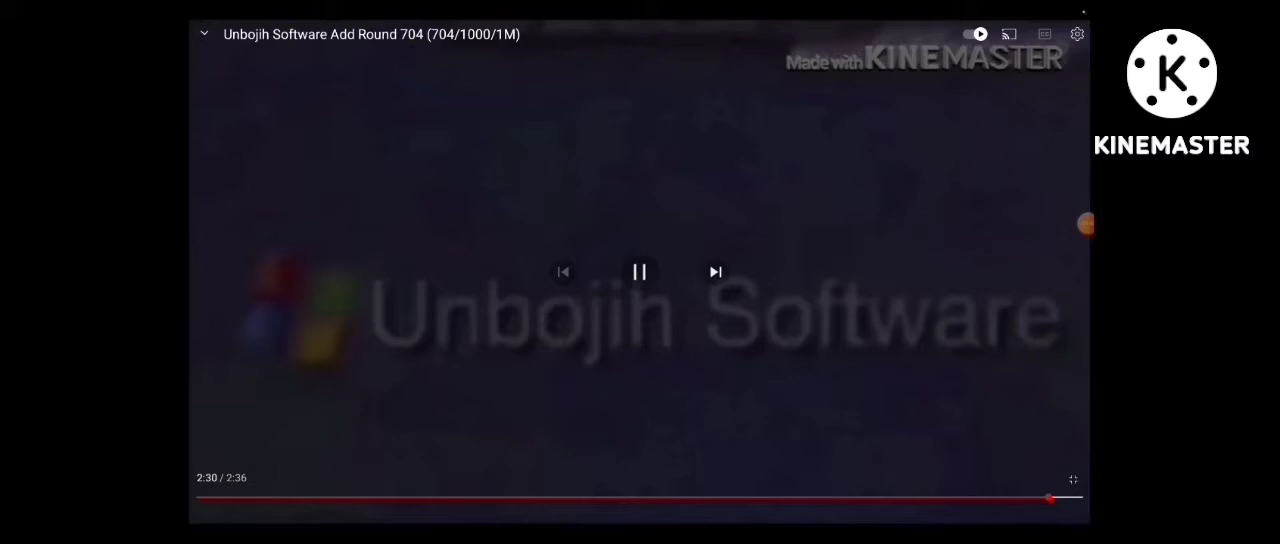 Unbojih Software Add Round 704 (704/1000/1M)
Made with KINEMASTER
K
KINEMASTER
Unbojih Software
2:30 / 2:36